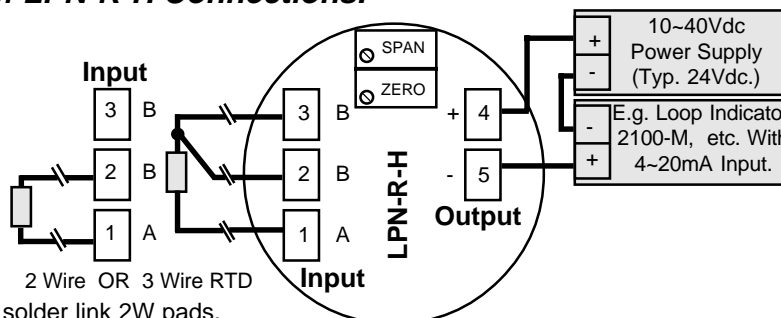 LPN-R-H Connections:
Input
3 B
2 B
1 A
2 Wire OR 3 Wire RTD
solder link 2W pads.
SPAN
ZERO
3 B
2 B
1 A
Input
LPN-R-H
+ 4
- 5
Output
+
-
10~40Vdc
Power Supply
(Typ. 24Vdc.)
-
+
E.g. Loop
2100-M, etc.
4~20mA Input.